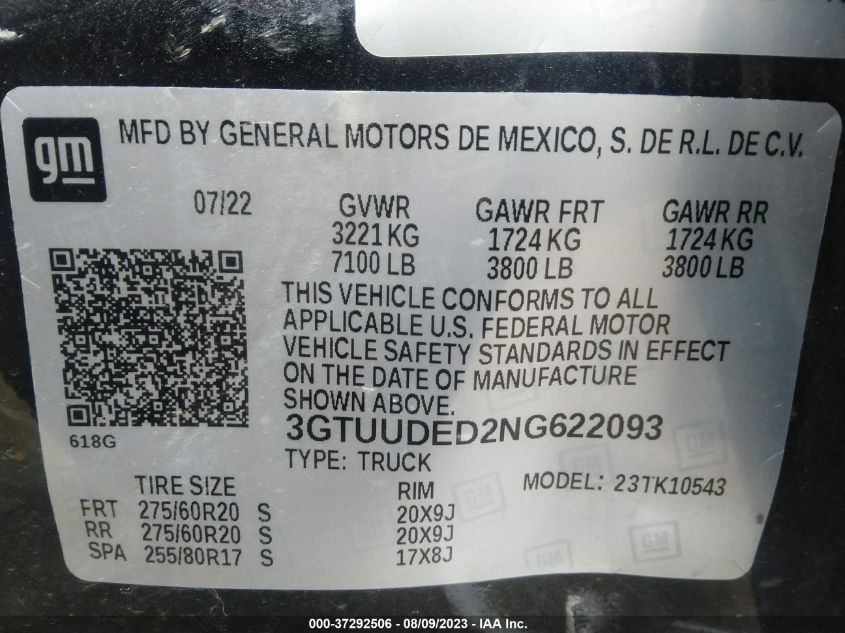 gm
MFD BY GENERAL MOTORS DE MEXICO, S. DE R.L. DE C.V.
07/22 GVWR GAWR FRT GAWR RR
3221 KG 1724 KG 1724 KG
7100 LB 3800 LB 3800 LB
THIS VEHICLE CONFORMS TO ALL
APPLICABLE U.S. FEDERAL MOTOR
VEHICLE SAFETY STANDARDS IN EFFECT
ON THE DATE OF MANUFACTURE
SHOWN ABOVE.
618G
3GTUUDED2NG622093
TYPE: TRUCK
MODEL: 23TK10543
TIRE SIZE RIM
FRT 275/60R20 S 20X9J
RR 275/60R20 S 20X9J
SPA 255/80R17 S 17X8J
GM
GM
GM
GM
000-37292506 - 08/09/2023 - IAA Inc.